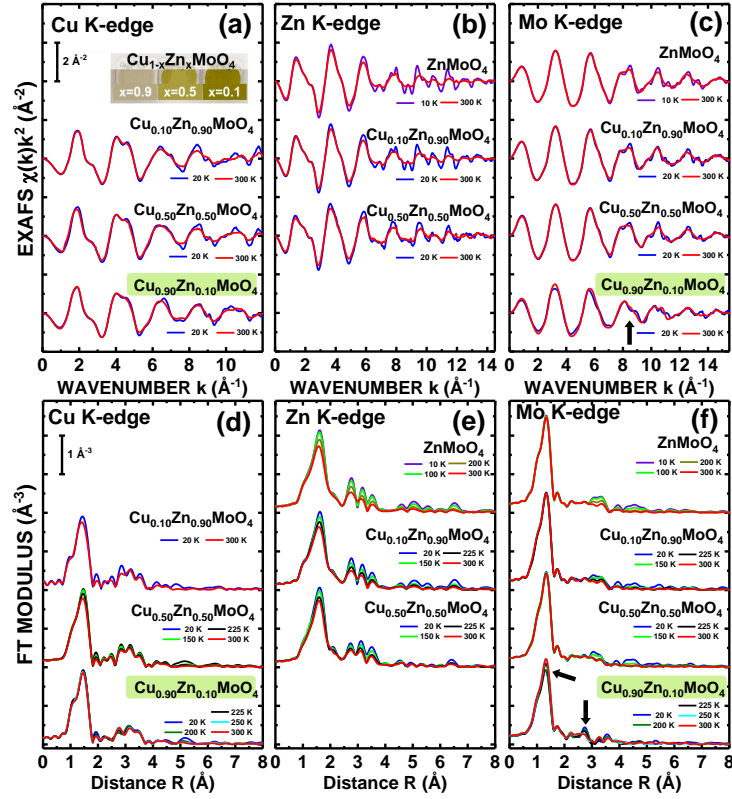 Cu K-edge (a)
2 Å⁻²
Cu₁₋ₓZnₓMoO₄
x=0.9 x=0.5 x=0.1
Cu₀.₁₀Zn₀.₉₀MoO₄
20 K 300 K
Cu₀.₅₀Zn₀.₅₀MoO₄
20 K 300 K
Cu₀.₉₀Zn₀.₁₀MoO₄
20 K 300 K
EXAFS χ(k)k² (Å⁻²)
0 2 4 6 8 10
WAVENUMBER k (Å⁻¹)
Zn K-edge (b)
ZnMoO₄
10 K 300 K
Cu₀.₁₀Zn₀.₉₀MoO₄
20 K 300 K
Cu₀.₅₀Zn₀.₅₀MoO₄
20 K 300 K
0 2 4 6 8 10 12 14
WAVENUMBER k (Å⁻¹)
Mo K-edge (c)
ZnMoO₄
10 K 300 K
Cu₀.₁₀Zn₀.₉₀MoO₄
20 K 300 K
Cu₀.₅₀Zn₀.₅₀MoO₄
20 K 300 K
Cu₀.₉₀Zn₀.₁₀MoO₄
20 K 300 K
0 2 4 6 8 10 12 14
WAVENUMBER k (Å⁻¹)
Cu K-edge (d)
1 Å⁻³
Cu₀.₁₀Zn₀.₉₀MoO₄
20 K 300 K
Cu₀.₅₀Zn₀.₅₀MoO₄
20 K 225 K
150 K 300 K
Cu₀.₉₀Zn₀.₁₀MoO₄
225 K
20 K 250 K
200 K 300 K
FT MODULUS (Å⁻³)
0 1 2 3 4 5 6 7 8
Distance R (Å)
Zn K-edge (e)
ZnMoO₄
10 K 200 K
100 K 300 K
Cu₀.₁₀Zn₀.₉₀MoO₄
20 K 225 K
150 K 300 K
Cu₀.₅₀Zn₀.₅₀MoO₄
20 K 225 K
150 k 300 K
0 1 2 3 4 5 6 7 8
Distance R (Å)
Mo K-edge (f)
ZnMoO₄
10 K 200 K
100 K 300 K
Cu₀.₁₀Zn₀.₉₀MoO₄
20 K 225 K
150 K 300 K
Cu₀.₅₀Zn₀.₅₀MoO₄
20 K 225 K
150 K 300 K
Cu₀.₉₀Zn₀.₁₀MoO₄
225 K
20 K 250 K
200 K 300 K
0 1 2 3 4 5 6 7 8
Distance R (Å)